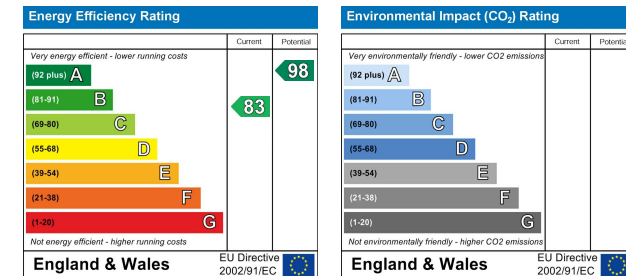 Energy Efficiency Rating
Current Potential
Very energy efficient - lower running costs
(92 plus) A
98
(81-91) B
83
(69-80) C
(55-68) D
(39-54) E
(21-38) F
(1-20) G
Not energy efficient - higher running costs
England & Wales
EU Directive
2002/91/EC
Environmental Impact (CO₂) Rating
Current Potential
Very environmentally friendly - lower CO2 emissions
(92 plus) A
(81-91) B
(69-80) C
(55-68) D
(39-54) E
(21-38) F
(1-20) G
Not environmentally friendly - higher CO2 emissions
England & Wales
EU Directive
2002/91/EC